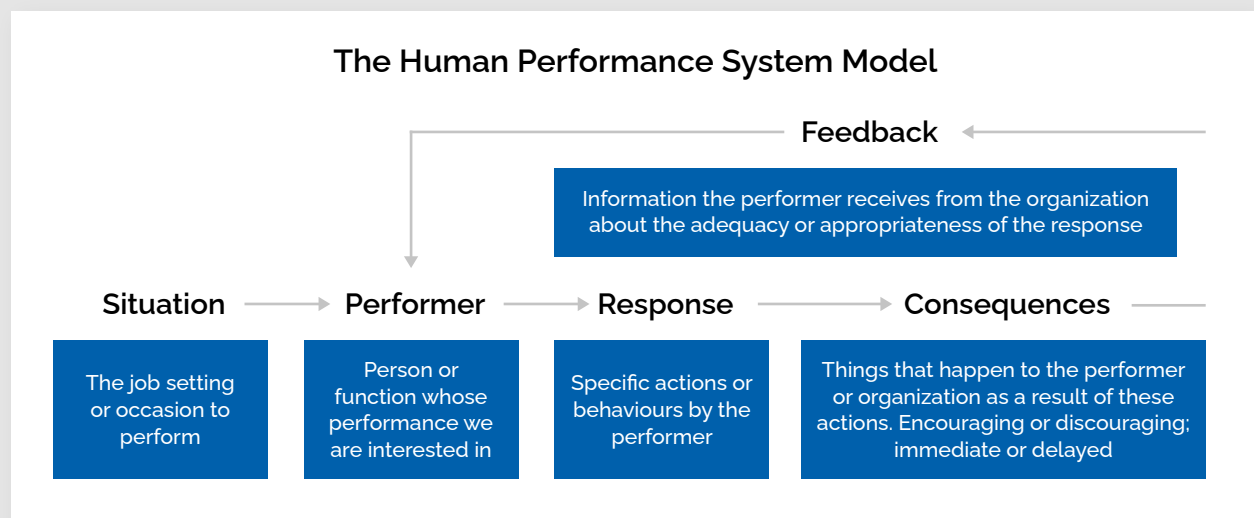 The Human Performance System Model
Feedback
Information the performer receives from the organization
about the adequacy or appropriateness of the response
Situation
Performer
Response
Consequences
The job setting
or occasion to
perform
Person or
function whose
performance we
are interested in
Specific actions or
behaviours by the
performer
Things that happen to the performer
or organization as a result of these
actions. Encouraging or discouraging;
immediate or delayed